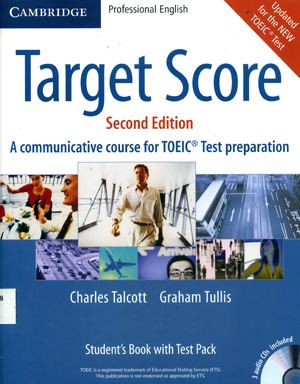 CAMBRIDGE
Professional English
Updated
for the NEW
TOEIC® Test
Target Score
Second Edition
A communicative course for TOEIC® Test preparation
Arrival
Charles Talcott Graham Tullis
8
Student's Book with Test Pack
3 audio CDs included
TOEIC is a registered trademark of Educational Testing Service (ETS).
This publication is not endorsed or approved by ETS.